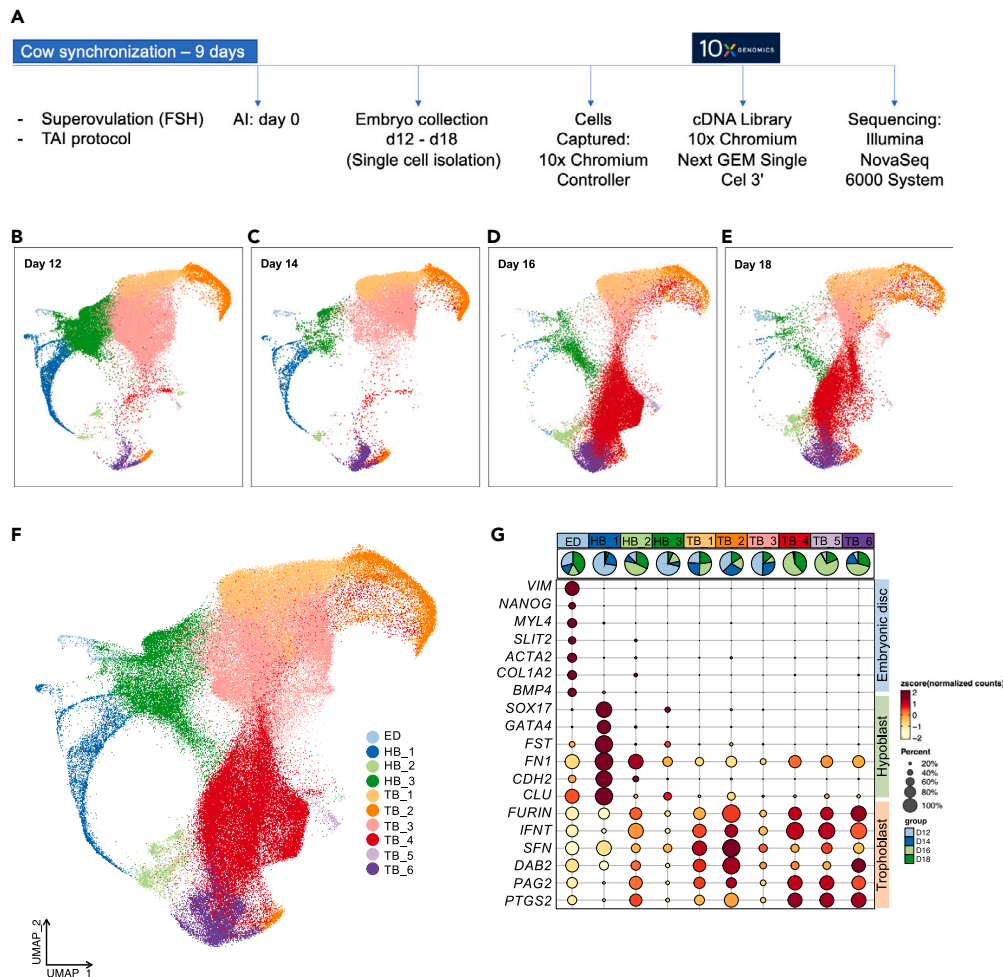 A
Cow synchronization – 9 days
10x GENOMICS
- Superovulation (FSH)
- TAI protocol
AI: day 0
Embryo collection
d12 - d18
(Single cell isolation)
Cells
Captured:
10x Chromium
Controller
cDNA Library
10x Chromium
Next GEM Single
Cel 3'
Sequencing:
Illumina
NovaSeq
6000 System
B
Day 12
C
Day 14
D
Day 16
E
Day 18
F
ED
HB_1
HB_2
HB_3
TB_1
TB_2
TB_3
TB_4
TB_5
TB_6
UMAP_2
UMAP_1
G
ED HB_1 HB_2 HB_3 TB_1 TB_2 TB_3 TB_4 TB_5 TB_6
VIM
NANOG
MYL4
SLIT2
ACTA2
COL1A2
BMP4
SOX17
GATA4
FST
FN1
CDH2
CLU
FURIN
IFNT
SFN
DAB2
PAG2
PTGS2
Embryonic disc
Hypoblast
Trophoblast
zscore(normalized counts)
2
1
0
−1
−2
Percent
20%
40%
60%
80%
100%
group
D12
D14
D16
D18